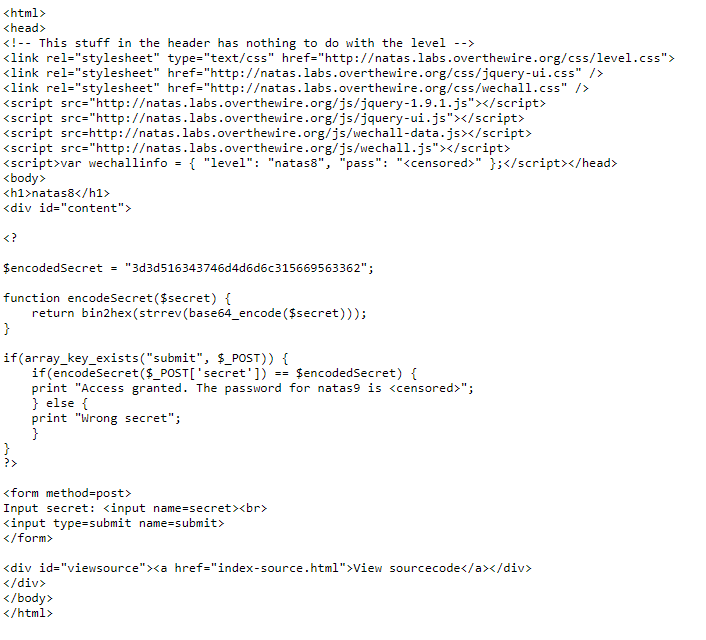 <html>
<head>
<!-- This stuff in the header has nothing to do with the level -->
<link rel="stylesheet" type="text/css" href="http://natas.labs.overthewire.org/css/level.css">
<link rel="stylesheet" href="http://natas.labs.overthewire.org/css/jquery-ui.css" />
<link rel="stylesheet" href="http://natas.labs.overthewire.org/css/wechall.css" />
<script src="http://natas.labs.overthewire.org/js/jquery-1.9.1.js"></script>
<script src="http://natas.labs.overthewire.org/js/jquery-ui.js"></script>
<script src=http://natas.labs.overthewire.org/js/wechall-data.js></script>
<script src="http://natas.labs.overthewire.org/js/wechall.js"></script>
<script>var wechallinfo = { "level": "natas8", "pass": "<censored>" };</script></head>
<body>
<h1>natas8</h1>
<div id="content">

<?

$encodedSecret = "3d3d516343746d4d6d6c315669563362";

function encodeSecret($secret) {
    return bin2hex(strrev(base64_encode($secret)));
}

if(array_key_exists("submit", $_POST)) {
    if(encodeSecret($_POST['secret']) == $encodedSecret) {
    print "Access granted. The password for natas9 is <censored>";
    } else {
    print "Wrong secret";
    }
}
?>

<form method=post>
Input secret: <input name=secret><br>
<input type=submit name=submit>
</form>

<div id="viewsource"><a href="index-source.html">View sourcecode</a></div>
</div>
</body>
</html>